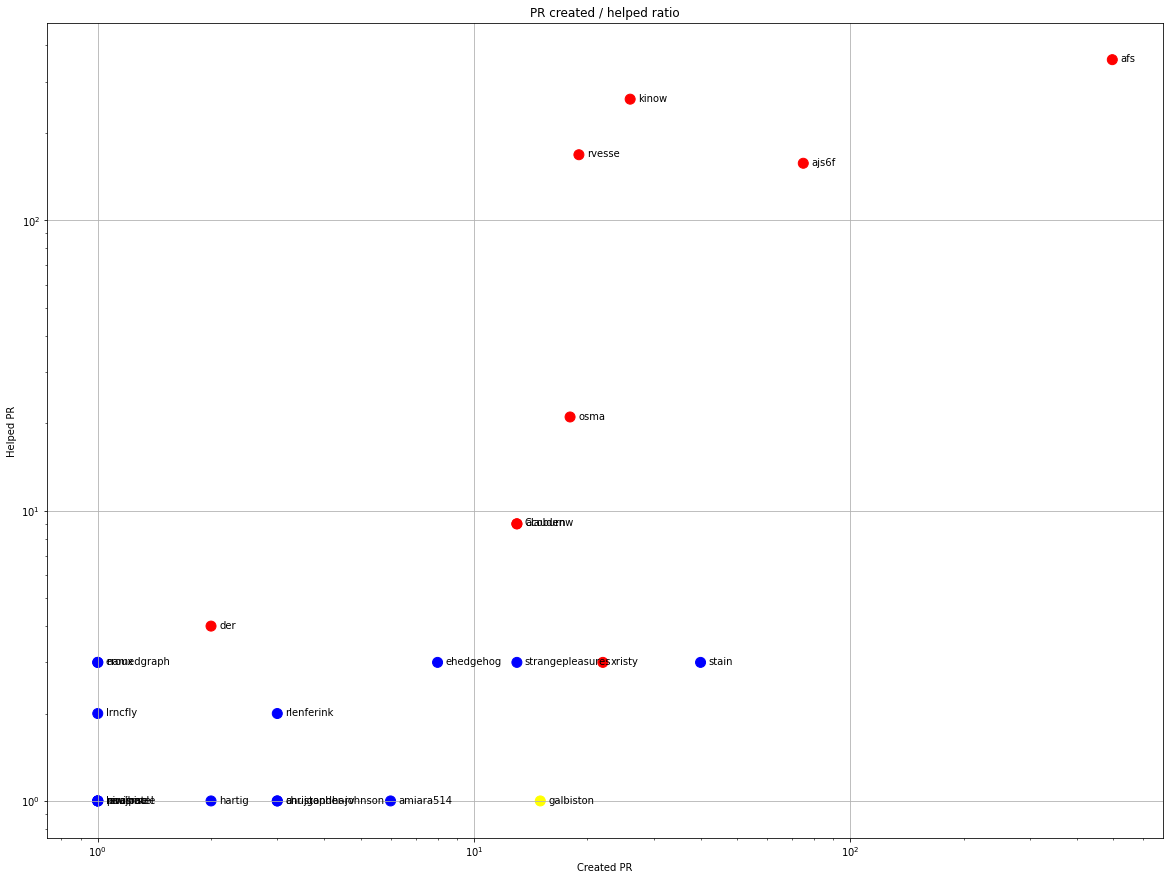 PR created / helped ratio
afs
kinow
rvesse
ajs6f
osma
der
ehedgehog
strangepleasures
xristy
stain
lrncfly
rlenferink
hartig
amiara514
galbiston
Helped PR
10²
10¹
10⁰
10⁰
10¹
10²
Created PR